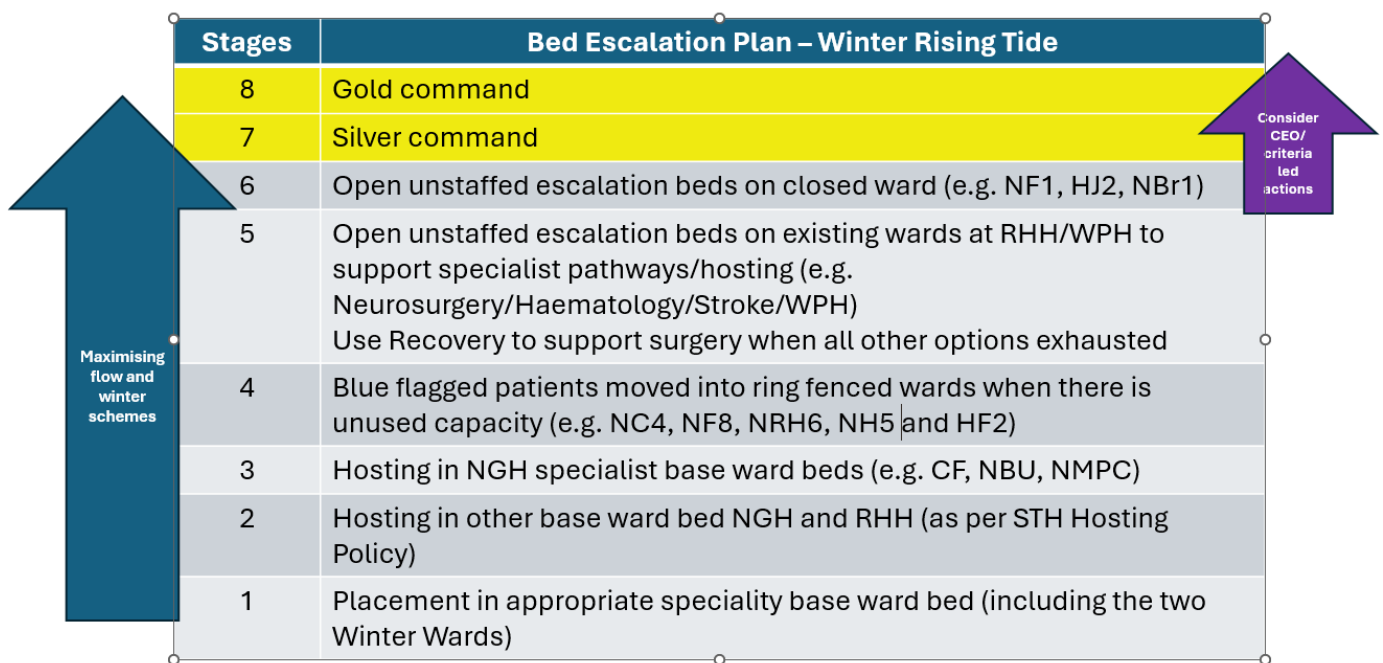 Stages Bed Escalation Plan – Winter Rising Tide
8 Gold command
7 Silver command
6 Open unstaffed escalation beds on closed ward (e.g. NF1, HJ2, NBr1)
5 Open unstaffed escalation beds on existing wards at RHH/WPH to
support specialist pathways/hosting (e.g.
Neurosurgery/Haematology/Stroke/WPH)
Use Recovery to support surgery when all other options exhausted
4 Blue flagged patients moved into ring fenced wards when there is
unused capacity (e.g. NC4, NF8, NRH6, NH5 and HF2)
3 Hosting in NGH specialist base ward beds (e.g. CF, NBU, NMPC)
2 Hosting in other base ward bed NGH and RHH (as per STH Hosting
Policy)
1 Placement in appropriate speciality base ward bed (including the two
Winter Wards)
Maximising
flow and
winter
schemes
Consider
CEO/
criteria
led
actions